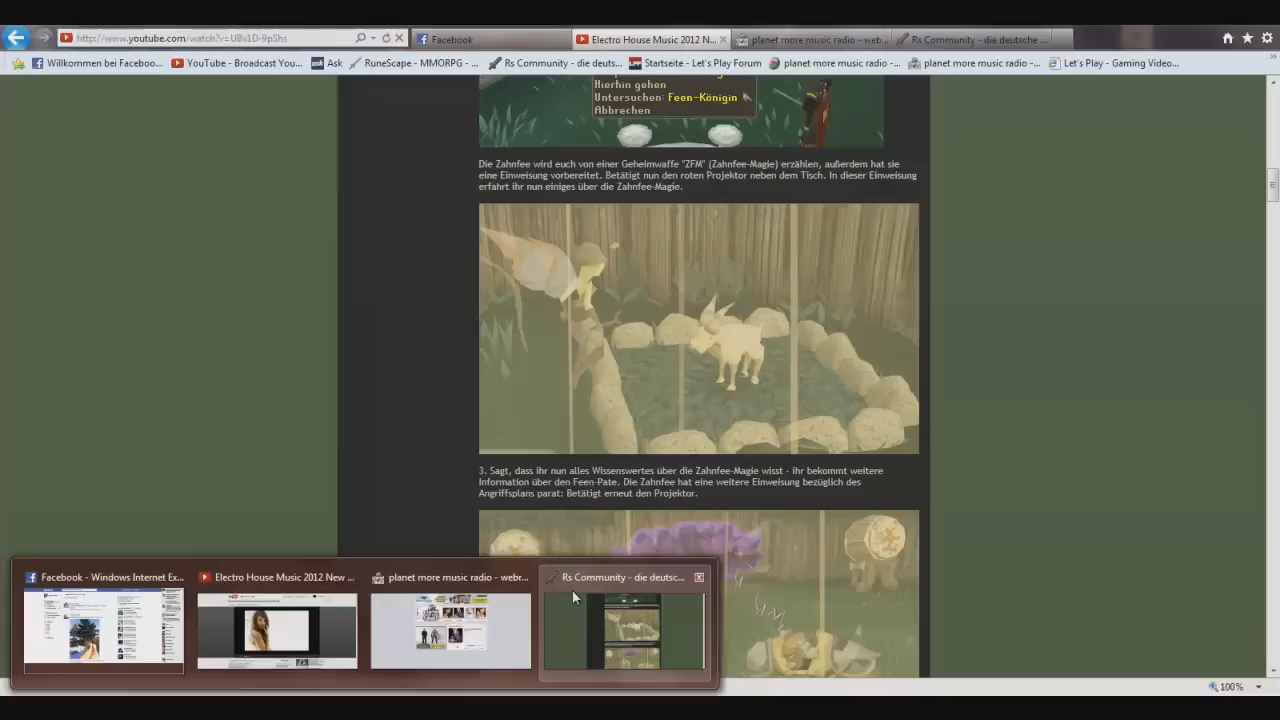 http://www.youtube.com/watch?v=UBv1D-9pShs
Facebook
Electro House Music 2012 N...
planet more music radio - web...
Rs Community - die deutsche ...
Willkommen bei Faceboo...
YouTube - Broadcast You...
Ask
RuneScape - MMORPG - ...
Rs Community - die deuts...
Startseite - Let's Play Forum
planet more music radio -...
planet more music radio -...
Let's Play - Gaming Video...
Hierhin gehen
Untersuchen: Feen-Königin
Abbrechen
Die Zahnfee wird euch von einer Geheimwaffe "ZFM" (Zahnfee-Magie) erzählen, außerdem hat sie
eine Einweisung vorbereitet. Betätigt nun den roten Projektor neben dem Tisch. In dieser Einweisung
erfahrt ihr nun einiges über die Zahnfee-Magie.
3. Sagt, dass ihr nun alles Wissenswertes über die Zahnfee-Magie wisst - ihr bekommt weitere
Information über den Feen-Pate. Die Zahnfee hat eine weitere Einweisung bezüglich des
Angriffsplans parat: Betätigt erneut den Projektor.
Facebook - Windows Internet Ex...
Electro House Music 2012 New ...
planet more music radio - webr...
Rs Community - die deutsc...
100%